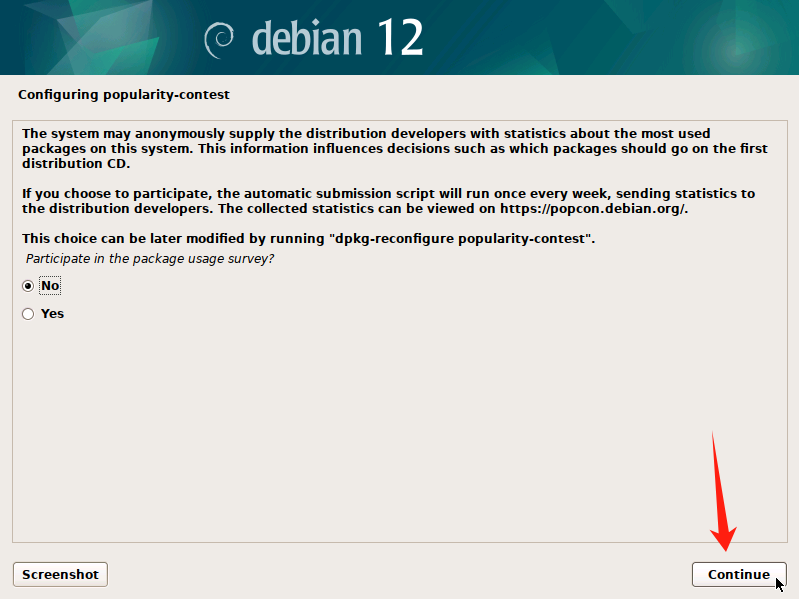 debian 12
Configuring popularity-contest
The system may anonymously supply the distribution developers with statistics about the most used
packages on this system. This information influences decisions such as which packages should go on the first
distribution CD.
If you choose to participate, the automatic submission script will run once every week, sending statistics to
the distribution developers. The collected statistics can be viewed on https://popcon.debian.org/.
This choice can be later modified by running "dpkg-reconfigure popularity-contest".
Participate in the package usage survey?
No
Yes
Screenshot
Continue